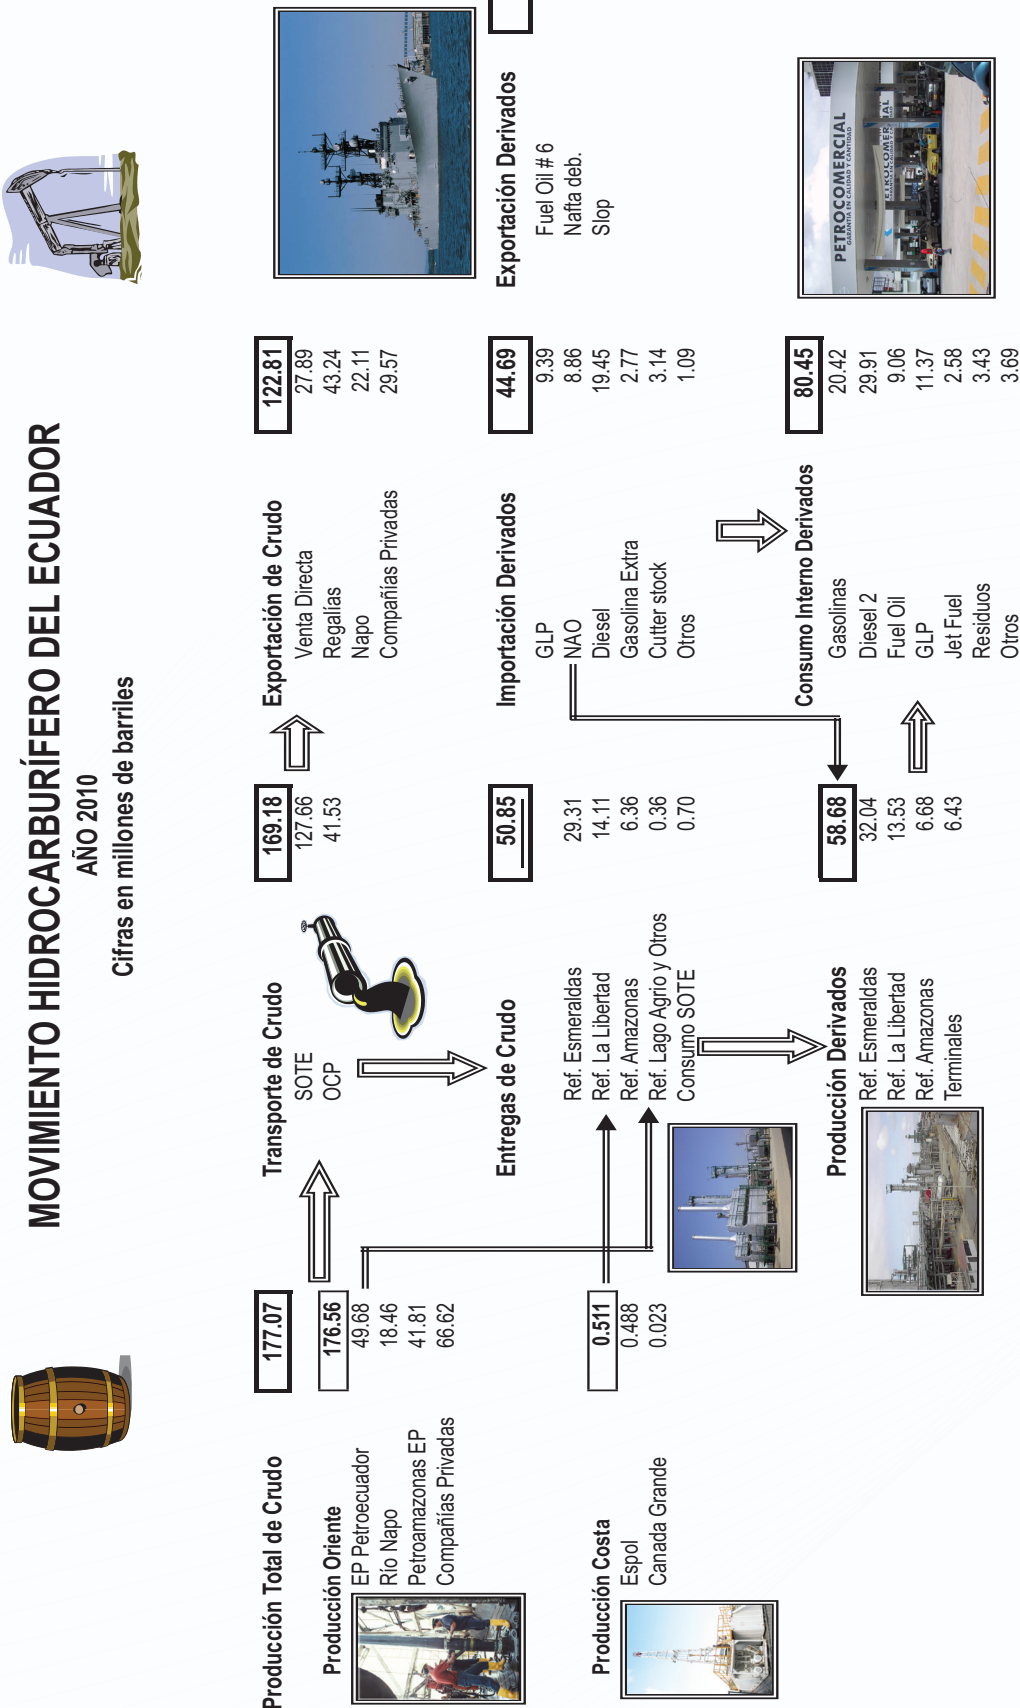 MOVIMIENTO HIDROCARBURÍFERO DEL ECUADOR
AÑO 2010
Cifras en millones de barriles
Producción Total de Crudo 177.07
Producción Oriente 176.56
EP Petroecuador 49.68
Río Napo 18.46
Petroamazonas EP 41.81
Compañías Privadas 66.62
Producción Costa 0.511
Espol 0.488
Canada Grande 0.023
Transporte de Crudo 169.18
SOTE 127.66
OCP 41.53
Entregas de Crudo 50.85
Ref. Esmeraldas 29.31
Ref. La Libertad 14.11
Ref. Amazonas 6.36
Ref. Lago Agrio y Otros 0.36
Consumo SOTE 0.70
Producción Derivados 58.68
Ref. Esmeraldas 32.04
Ref. La Libertad 13.53
Ref. Amazonas 6.68
Terminales 6.43
Exportación de Crudo 122.81
Venta Directa 27.89
Regalías 43.24
Napo 22.11
Compañías Privadas 29.57
Importación Derivados 44.69
GLP 9.39
NAO 8.86
Diesel 19.45
Gasolina Extra 2.77
Cutter stock 3.14
Otros 1.09
Consumo Interno Derivados 80.45
Gasolinas 20.42
Diesel 2 29.91
Fuel Oil 9.06
GLP 11.37
Jet Fuel 2.58
Residuos 3.43
Otros 3.69
Exportación Derivados
Fuel Oil # 6
Nafta deb.
Slop
PETROCOMERCIAL
GARANTIA EN CALIDAD Y CANTIDAD